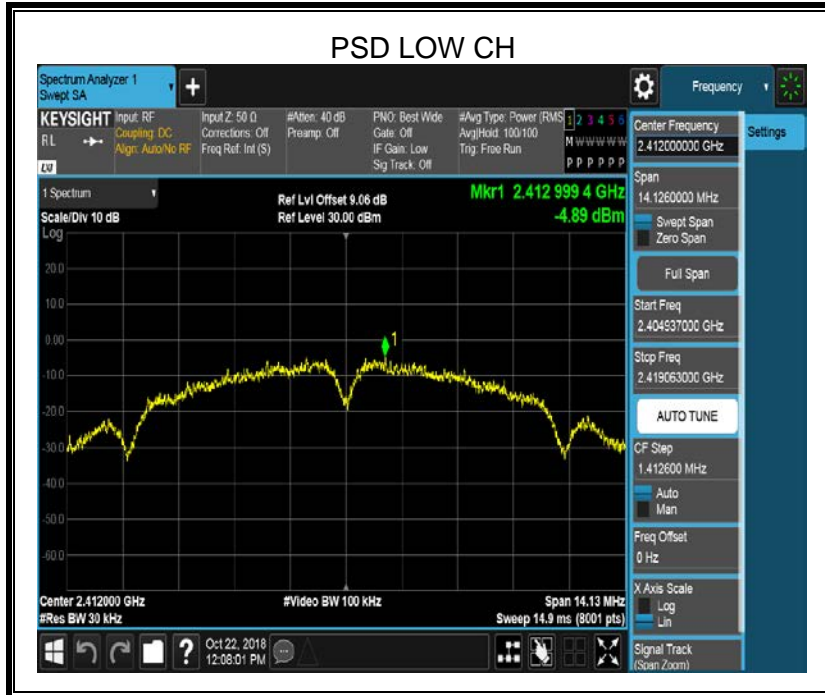 PSD LOW CH
Spectrum Analyzer 1
Swept SA
+
Frequency
KEYSIGHT
RL
LXI
Input: RF
Coupling: DC
Align: Auto/No RF
Input Z: 50 Ω
Corrections: Off
Freq Ref: Int (S)
#Atten: 40 dB
Preamp: Off
PNO: Best Wide
Gate: Off
IF Gain: Low
Sig Track: Off
#Avg Type: Power (RMS
Avg|Hold: 100/100
Trig: Free Run
1 2 3 4 5 6
M W W W W W
P P P P P P
1 Spectrum
Scale/Div 10 dB
Log
Ref Lvl Offset 9.06 dB
Ref Level 30.00 dBm
Mkr1 2.412 999 4 GHz
-4.89 dBm
20.0
10.0
0.00
-10.0
-20.0
-30.0
-40.0
-50.0
-60.0
1
Center 2.412000 GHz
#Res BW 30 kHz
#Video BW 100 kHz
Span 14.13 MHz
Sweep 14.9 ms (8001 pts)
?
Oct 22, 2018
12:08:01 PM
Center Frequency
2.412000000 GHz
Settings
Span
14.1260000 MHz
Swept Span
Zero Span
Full Span
Start Freq
2.404937000 GHz
Stop Freq
2.419063000 GHz
AUTO TUNE
CF Step
1.412600 MHz
Auto
Man
Freq Offset
0 Hz
X Axis Scale
Log
Lin
Signal Track
(Span Zoom)